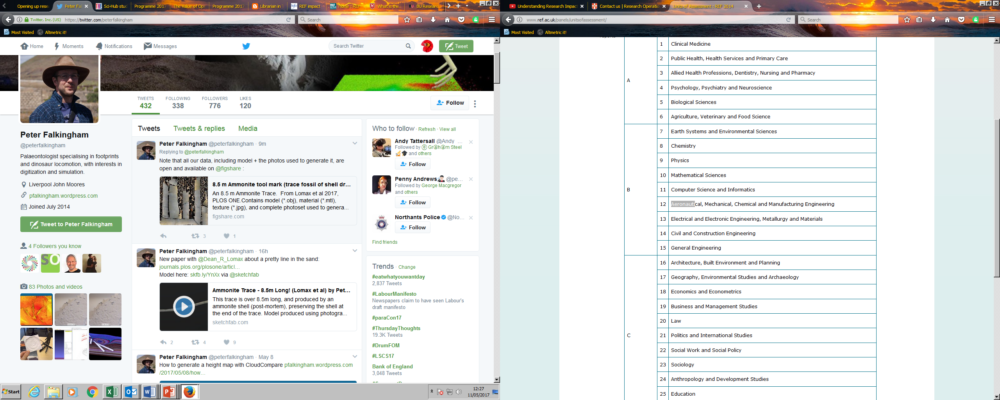 Opening up rese
Peter Fal
Sci-Hub stud
Programme 2017
The Value of Ope
Programme 2017
Librarian in T
REF impact
Home : REF
What is the
BU Research
Twitter, Inc. (US)
https://twitter.com/peterfalkingham
Search
Most Visited
Altmetric it!
Home
Moments
Notifications
Messages
Search Twitter
Tweet
TWEETS
432
FOLLOWING
338
FOLLOWERS
776
LIKES
120
Follow
Peter Falkingham
@peterfalkingham
Palaeontologist specialising in footprints
and dinosaur locomotion, with interests in
digitization and simulation.
Liverpool John Moores
pfalkingham.wordpress.com
Joined July 2014
Tweet to Peter Falkingham
4 Followers you know
SO
83 Photos and videos
Tweets
Tweets & replies
Media
Peter Falkingham @peterfalkingham · 9m
Replying to @peterfalkingham
Note that all our data, including model + the photos used to generate it, are
open and available on @figshare :
8.5 m Ammonite tool mark (trace fossil of shell dr...
An 8.5 m Ammonite Trace. From Lomax et al 2017,
PLOS ONE.Contains model (*.obj), material (*.mtl),
texture (*.jpg), and complete photoset used to genera...
figshare.com
3
1
Peter Falkingham @peterfalkingham · 16h
New paper with @Dean_R_Lomax about a pretty line in the sand:
journals.plos.org/plosone/articl...
Model here: skfb.ly/YnXx via @sketchfab
Ammonite Trace - 8.5m Long! (Lomax et al) by Pet...
This trace is over 8.5m long, and produced by an
ammonite shell (post-mortem), preserving the shell at
the end of the trace. Model produced using photogra...
sketchfab.com
2
4
9
Peter Falkingham @peterfalkingham · May 8
How to generate a height map with CloudCompare pfalkingham.wordpress.com
/2017/05/08/how...
Who to follow · Refresh · View all
Andy Tattersall @Andy_...
Followed by ⓪ Gr@h@m Steel
and others
Follow
Penny Andrews @pe...
Followed by George Macgregor
and others
Follow
Northants Police @No...
Follow
Find friends
Trends · Change
#eatwhatyouwantday
2,837 Tweets
#LabourManifesto
Newspapers claim to have seen Labour's
draft manifesto
#paraCon17
#ThursdayThoughts
19.3K Tweets
#DrumFOM
#LSCS17
Bank of England
3,048 Tweets
Start
12:27
11/05/2017
Understanding Research Impact
Contact us | Research Operatio
Units of Assessment : REF 2014
www.ref.ac.uk/panels/unitsofassessment/
Search
Most Visited
Altmetric it!
A
1 Clinical Medicine
2 Public Health, Health Services and Primary Care
3 Allied Health Professions, Dentistry, Nursing and Pharmacy
4 Psychology, Psychiatry and Neuroscience
5 Biological Sciences
6 Agriculture, Veterinary and Food Science
B
7 Earth Systems and Environmental Sciences
8 Chemistry
9 Physics
10 Mathematical Sciences
11 Computer Science and Informatics
12 Aeronautical, Mechanical, Chemical and Manufacturing Engineering
13 Electrical and Electronic Engineering, Metallurgy and Materials
14 Civil and Construction Engineering
15 General Engineering
C
16 Architecture, Built Environment and Planning
17 Geography, Environmental Studies and Archaeology
18 Economics and Econometrics
19 Business and Management Studies
20 Law
21 Politics and International Studies
22 Social Work and Social Policy
23 Sociology
24 Anthropology and Development Studies
25 Education